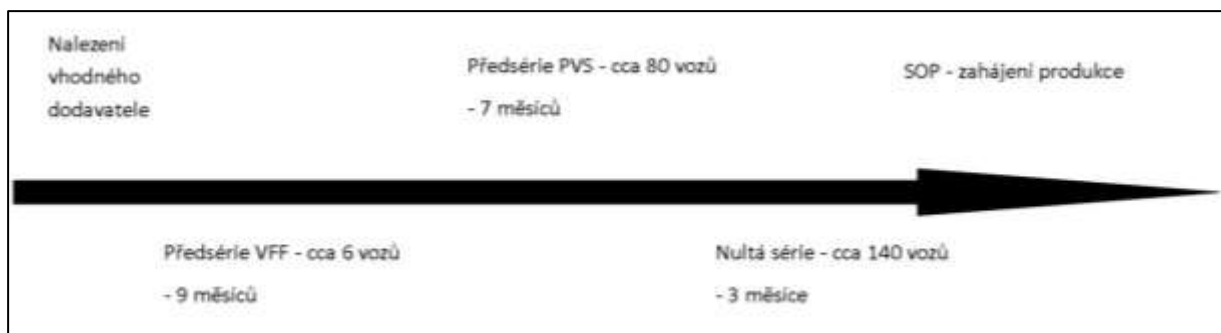 Nalezení
vhodného
dodavatele
Předsérie PVS - cca 80 vozů
- 7 měsíců
SOP - zahájení produkce
Předsérie VFF - cca 6 vozů
- 9 měsíců
Nultá série - cca 140 vozů
- 3 měsíce